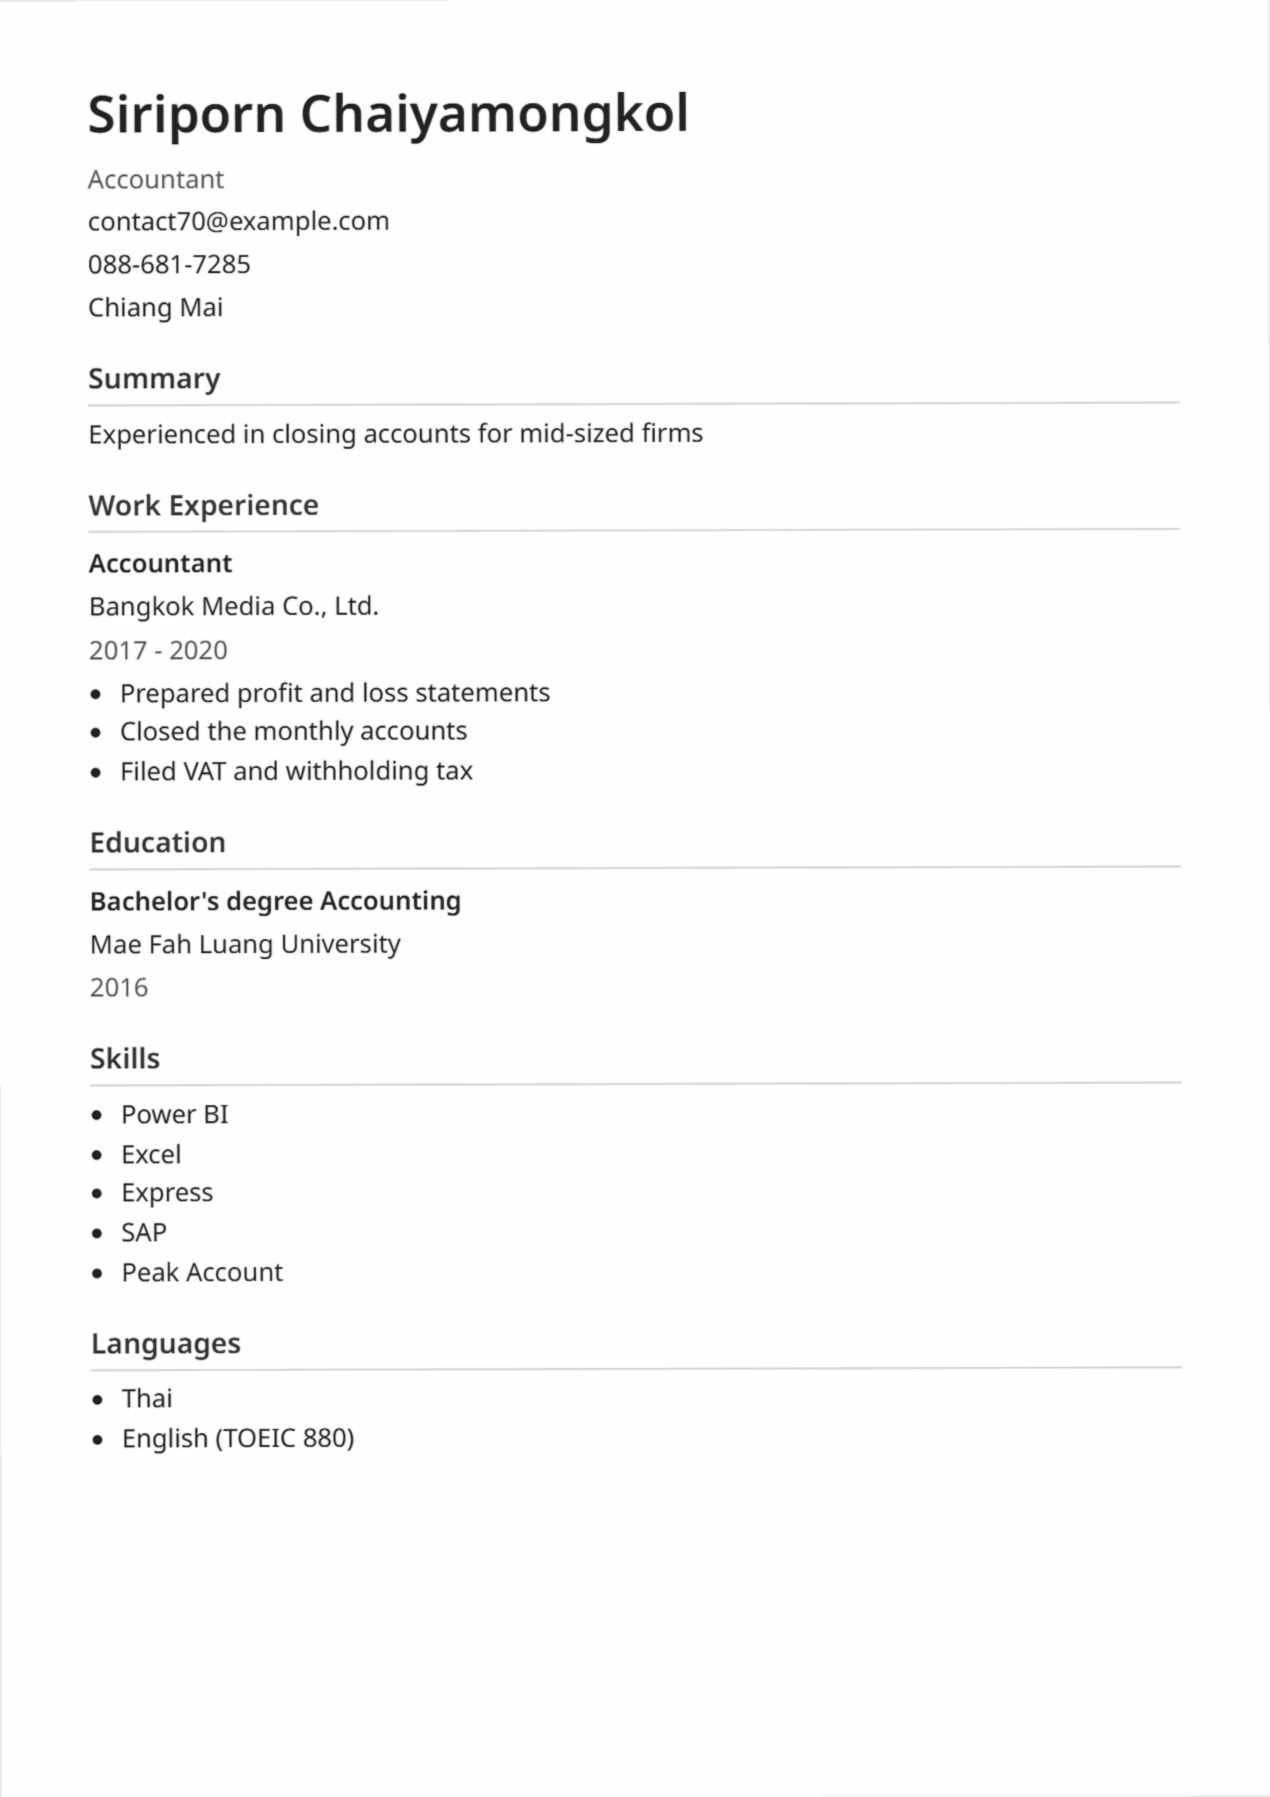 Siriporn Chaiyamongkol
Accountant
contact70@example.com
088-681-7285
Chiang Mai
Summary
Experienced in closing accounts for mid-sized firms
Work Experience
Accountant
Bangkok Media Co., Ltd.
2017 - 2020
• Prepared profit and loss statements
• Closed the monthly accounts
• Filed VAT and withholding tax
Education
Bachelor's degree Accounting
Mae Fah Luang University
2016
Skills
• Power BI
• Excel
• Express
• SAP
• Peak Account
Languages
• Thai
• English (TOEIC 880)